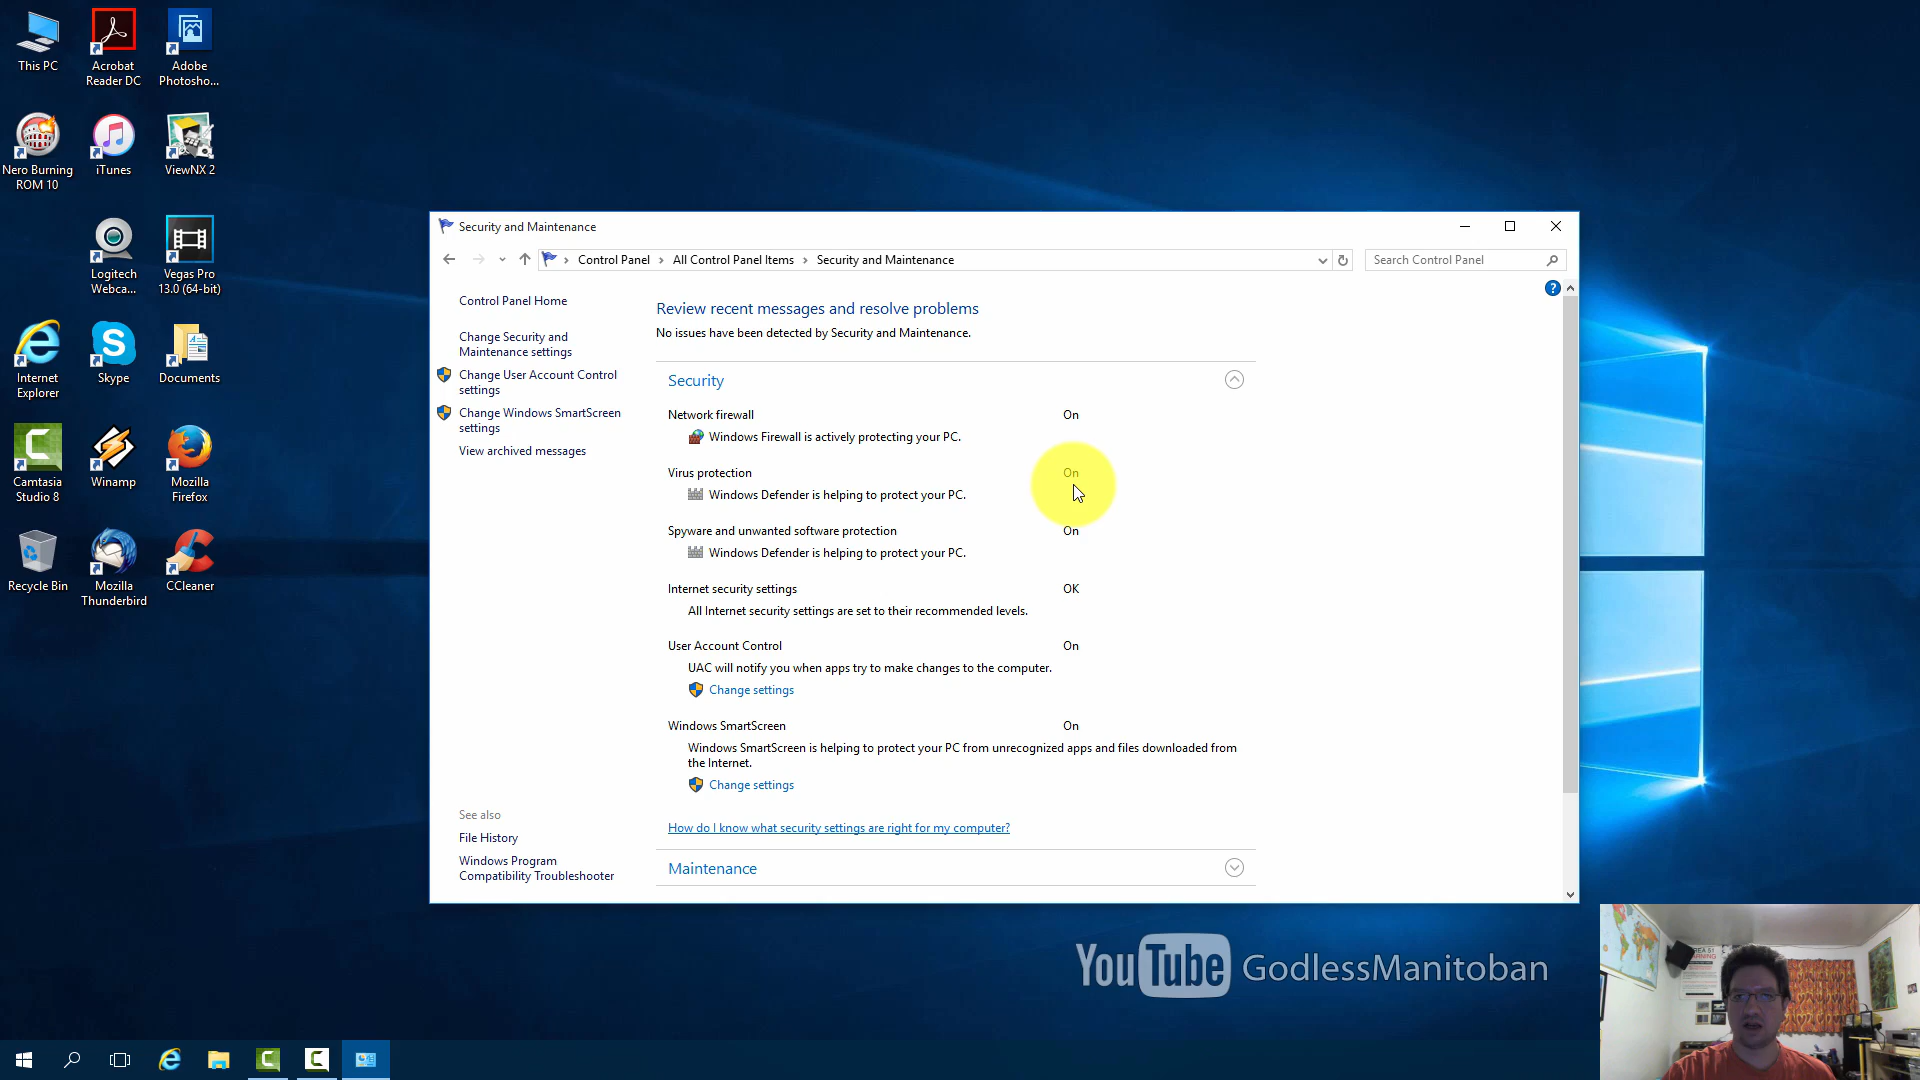 This PC
Acrobat
Reader DC
Adobe
Photosho...
Nero Burning
ROM 10
iTunes
ViewNX 2
Logitech
Webca...
Vegas Pro
13.0 (64-bit)
Internet
Explorer
Skype
Documents
Camtasia
Studio 8
Winamp
Mozilla
Firefox
Recycle Bin
Mozilla
Thunderbird
CCleaner
Security and Maintenance
Control Panel > All Control Panel Items > Security and Maintenance
Search Control Panel
Control Panel Home
Change Security and
Maintenance settings
Change User Account Control
settings
Change Windows SmartScreen
settings
View archived messages
See also
File History
Windows Program
Compatibility Troubleshooter
Review recent messages and resolve problems
No issues have been detected by Security and Maintenance.
Security
Network firewall On
Windows Firewall is actively protecting your PC.
Virus protection On
Windows Defender is helping to protect your PC.
Spyware and unwanted software protection On
Windows Defender is helping to protect your PC.
Internet security settings OK
All Internet security settings are set to their recommended levels.
User Account Control On
UAC will notify you when apps try to make changes to the computer.
Change settings
Windows SmartScreen On
Windows SmartScreen is helping to protect your PC from unrecognized apps and files downloaded from
the Internet.
Change settings
How do I know what security settings are right for my computer?
Maintenance
YouTube GodlessManitoban